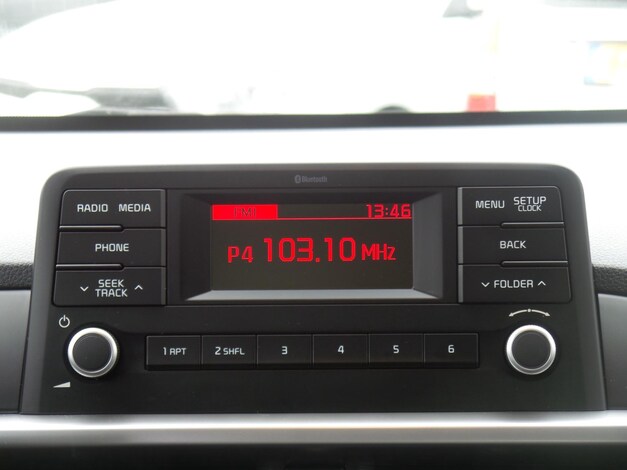 Bluetooth
RADIO MEDIA
FM1 13:46
MENU SETUP
CLOCK
PHONE
P4 103.10 MHz
BACK
SEEK
TRACK
FOLDER
1 RPT 2 SHFL 3 4 5 6